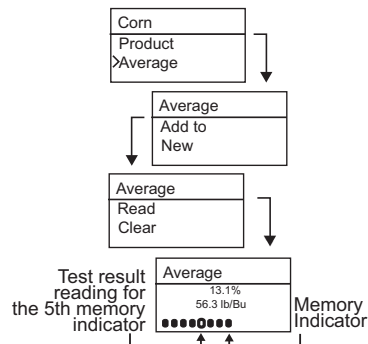 Corn
Product
>Average
Average
Add to
New
Average
Read
Clear
Test result
reading for
the 5th memory
indicator
Average
13.1%
56.3 lb/Bu
Memory
Indicator